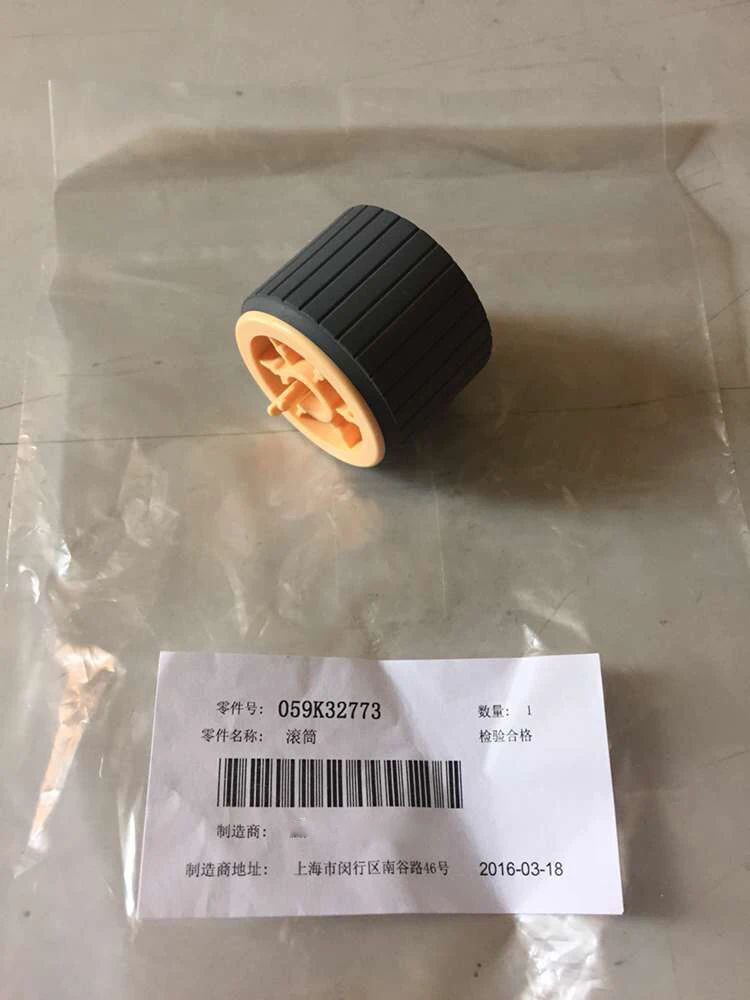 零件号: 059K32773 数量: 1
零件名称: 滚筒 检验合格
制造商:
制造商地址: 上海市闵行区南谷路46号 2016-03-18